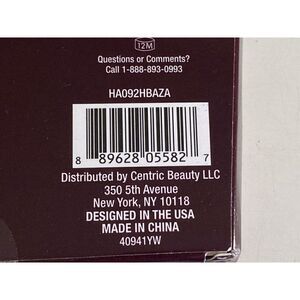 12M
Questions or Comments?
Call 1-888-893-0993
HA092HBAZA
8 89628 05582 7
Distributed by Centric Beauty LLC
350 5th Avenue
New York, NY 10118
DESIGNED IN THE USA
MADE IN CHINA
40941YW